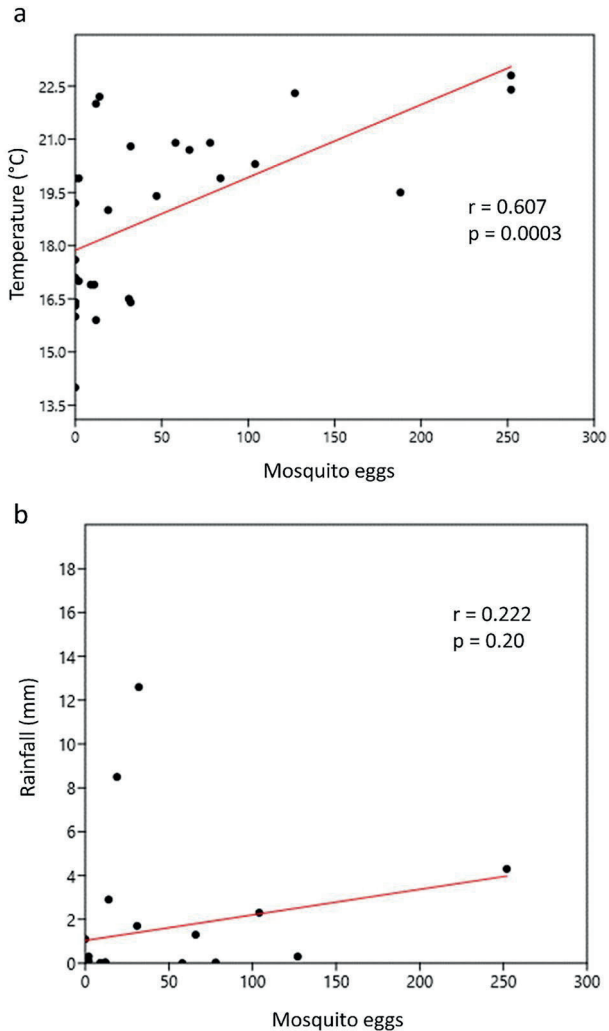 a
22.5
21.0
19.5
18.0
16.5
15.0
13.5
Temperature (°C)
r = 0.607
p = 0.0003
0 50 100 150 200 250 300
Mosquito eggs
b
18
16
14
12
10
8
6
4
2
0
Rainfall (mm)
r = 0.222
p = 0.20
0 50 100 150 200 250 300
Mosquito eggs